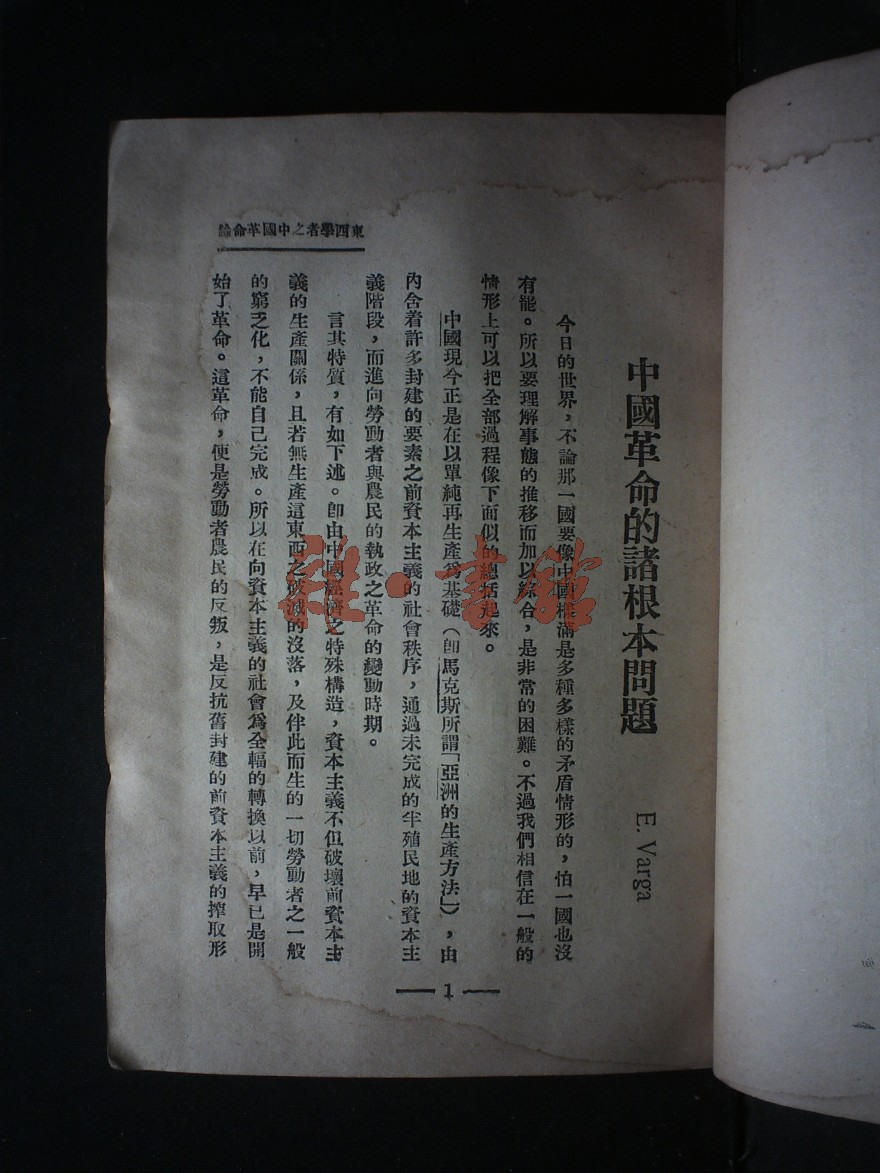 東西學者之中國革命論
中國革命的諸根本問題
E. Varga
今日的世界，不論那一國要像中國樣滿是多種多樣的矛盾情形的，怕一國也沒
有能。所以要理解事態的推移而加以綜合，是非常的困難。不過我們相信在一般的
情形上可以把全部過程像下面似的總括起來。
中國現今正是在以單純再生產爲基礎（卽馬克斯所謂「亞洲的生產方法」），由
內含着許多封建的要素之前資本主義的社會秩序，通過未完成的半殖民地的資本主
義階段，而進向勞動者與農民的執政之革命的變動時期。
言其特質，有如下述。卽由中國經濟之特殊構造，資本主義不但破壞前資本主
義的生產關係，且若無生產這東西之破滅的沒落，及伴此而生的一切勞動者之一般
的窮乏化，不能自己完成。所以在向資本主義的社會爲全輻的轉換以前，早已是開
始了革命。這革命，便是勞動者農民的反叛，是反抗舊封建的前資本主義的搾取形
— 1 —
書館